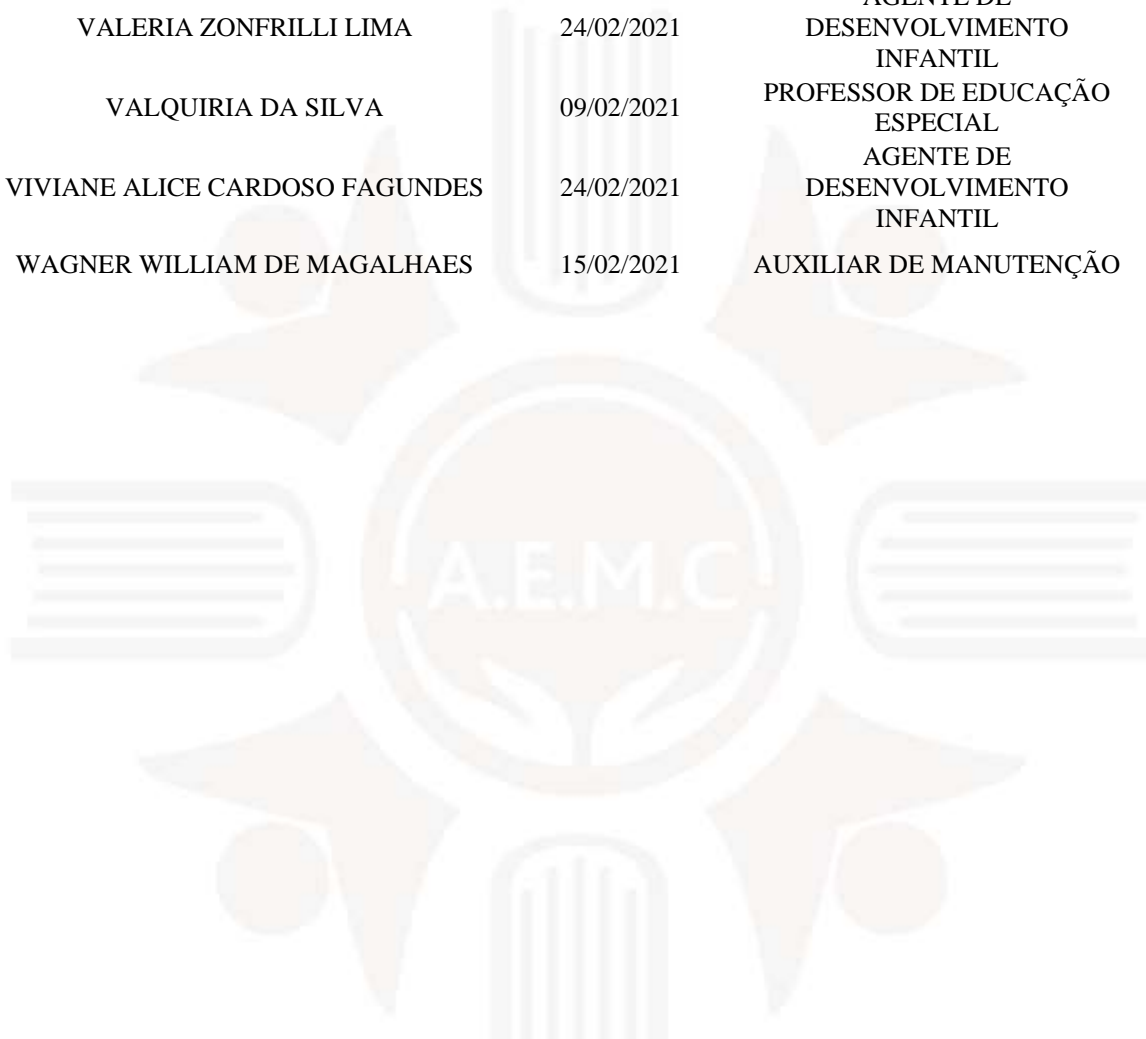 AGENTE DE
VALERIA ZONFRILLI LIMA 24/02/2021 DESENVOLVIMENTO
INFANTIL
VALQUIRIA DA SILVA 09/02/2021 PROFESSOR DE EDUCAÇÃO
ESPECIAL
AGENTE DE
VIVIANE ALICE CARDOSO FAGUNDES 24/02/2021 DESENVOLVIMENTO
INFANTIL
WAGNER WILLIAM DE MAGALHAES 15/02/2021 AUXILIAR DE MANUTENÇÃO
A.E.M.C